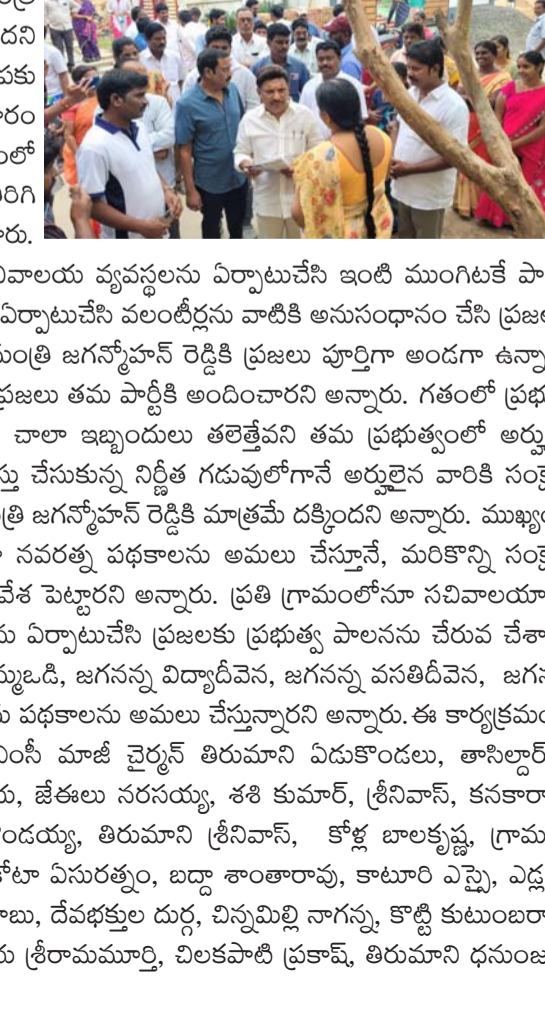 దని
పకు
రం
లో
రిగి
రు.
వాలయ వ్యవస్థలను ఏర్పాటుచేసి ఇంటి ముంగిటకే పా
ఏర్పాటుచేసి వలంటీర్లను వాటికి అనుసంధానం చేసి ప్రజల
మంత్రి జగన్మోహన్ రెడ్డికి ప్రజలు పూర్తిగా అండగా ఉన్నా
ప్రజలు తమ పార్టీకి అందించారని అన్నారు. గతంలో ప్రభు
చాలా ఇబ్బందులు తలెత్తేవని తమ ప్రభుత్వంలో అర్హు
స్తు చేసుకున్న నిర్ణీత గడువులోగానే అర్హులైన వారికి సంక్షే
త్రి జగన్మోహన్ రెడ్డికి మాత్రమే దక్కిందని అన్నారు. ముఖ్యం
నవరత్న పథకాలను అమలు చేస్తూనే, మరికొన్ని సంక్షే
వేశ పెట్టారని అన్నారు. ప్రతి గ్రామంలోనూ సచివాలయా
ను ఏర్పాటుచేసి ప్రజలకు ప్రభుత్వ పాలనను చేరువ చేశా
మ్మఒడి, జగనన్న విద్యాదీవెన, జగనన్న వసతిదీవెన, జగన
ు పథకాలను అమలు చేస్తున్నారని అన్నారు.ఈ కార్యక్రమం
ఎంసీ మాజీ చైర్మన్ తిరుమాని ఏడుకొండలు, తాసిల్దార్
రు, జేఈలు నరసయ్య, శశి కుమార్, శ్రీనివాస్, కనకారా
ండయ్య, తిరుమాని శ్రీనివాస్, కోళ్ల బాలకృష్ణ, గ్రామ
కోటా ఏసురత్నం, బద్దా శాంతారావు, కాటూరి ఎస్పై, ఎడ్ల
బాబు, దేవభక్తుల దుర్గ, చిన్నమిల్లి నాగన్న, కొట్టి కుటుంబరా
రు శ్రీరామమూర్తి, చిలకపాటి ప్రకాష్, తిరుమాని ధనుంజ